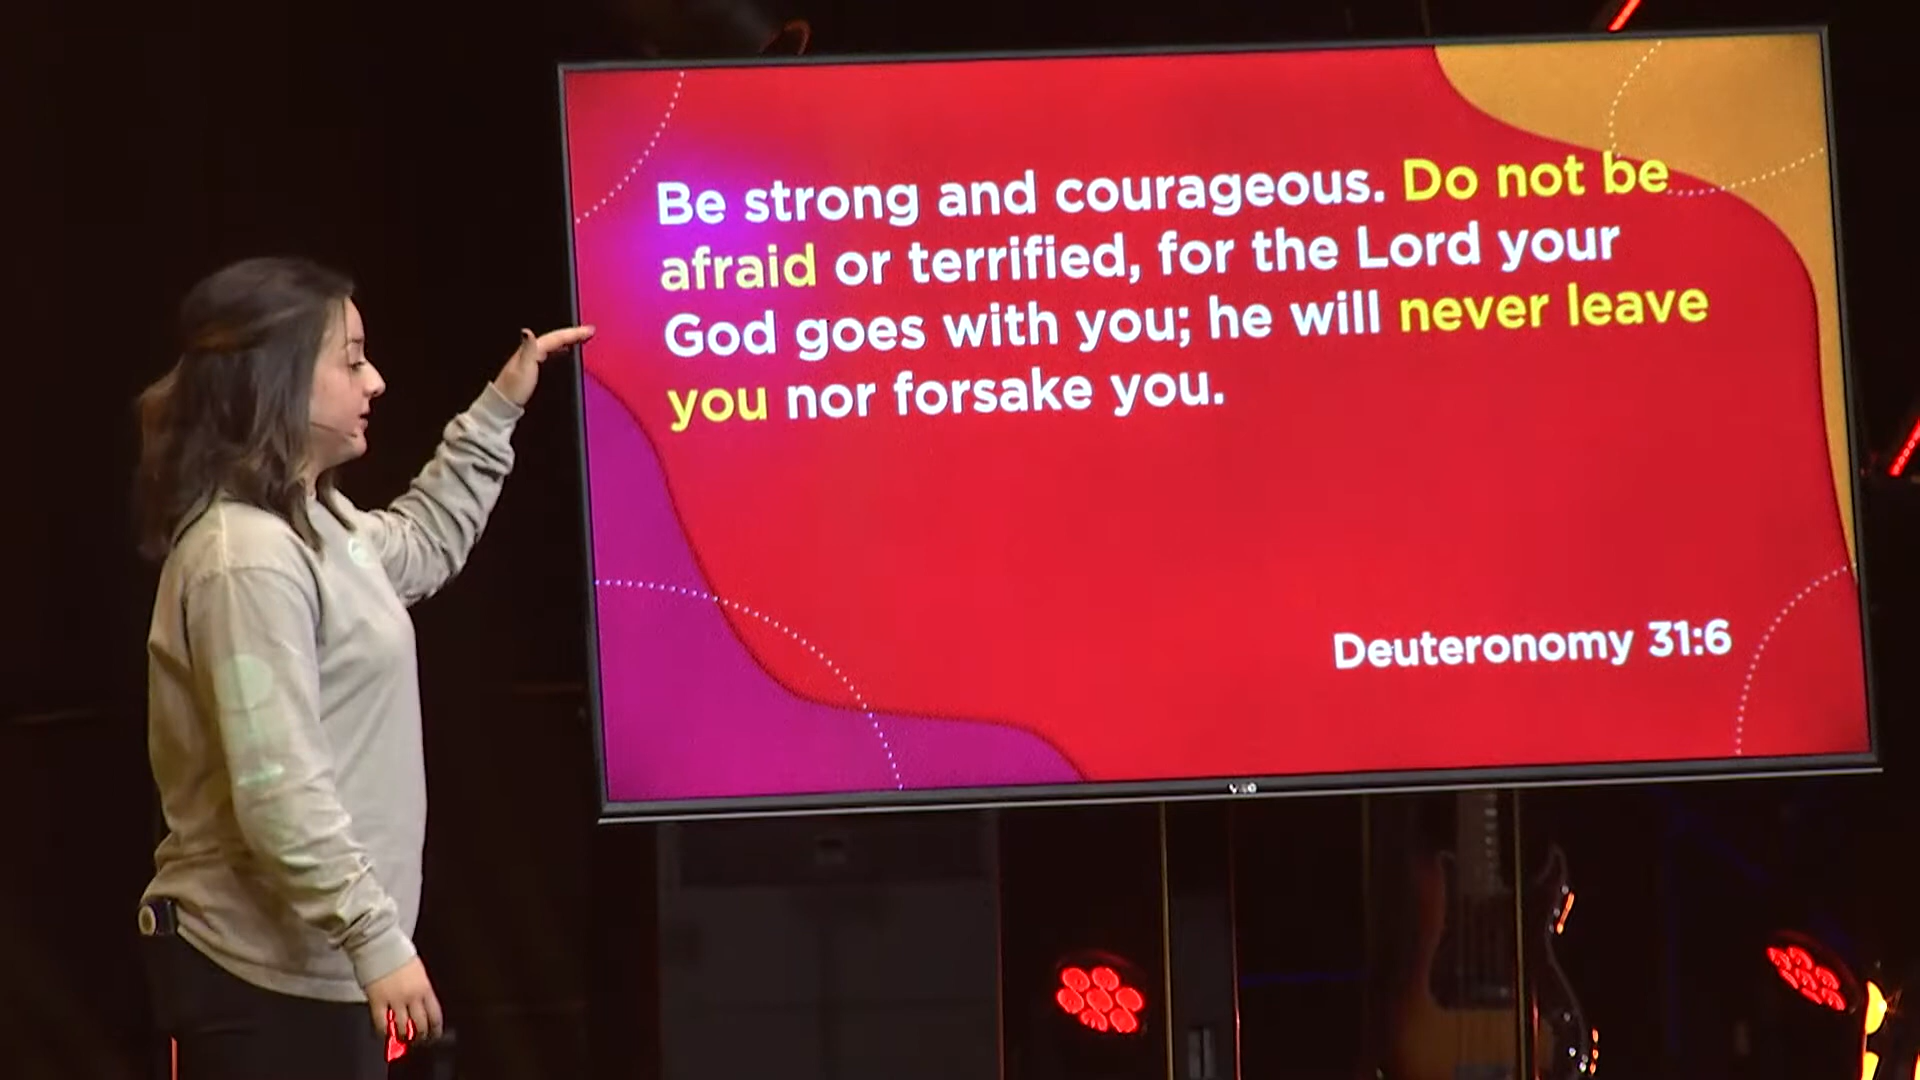 Be strong and courageous. Do not be
afraid or terrified, for the Lord your
God goes with you; he will never leave
you nor forsake you.
Deuteronomy 31:6